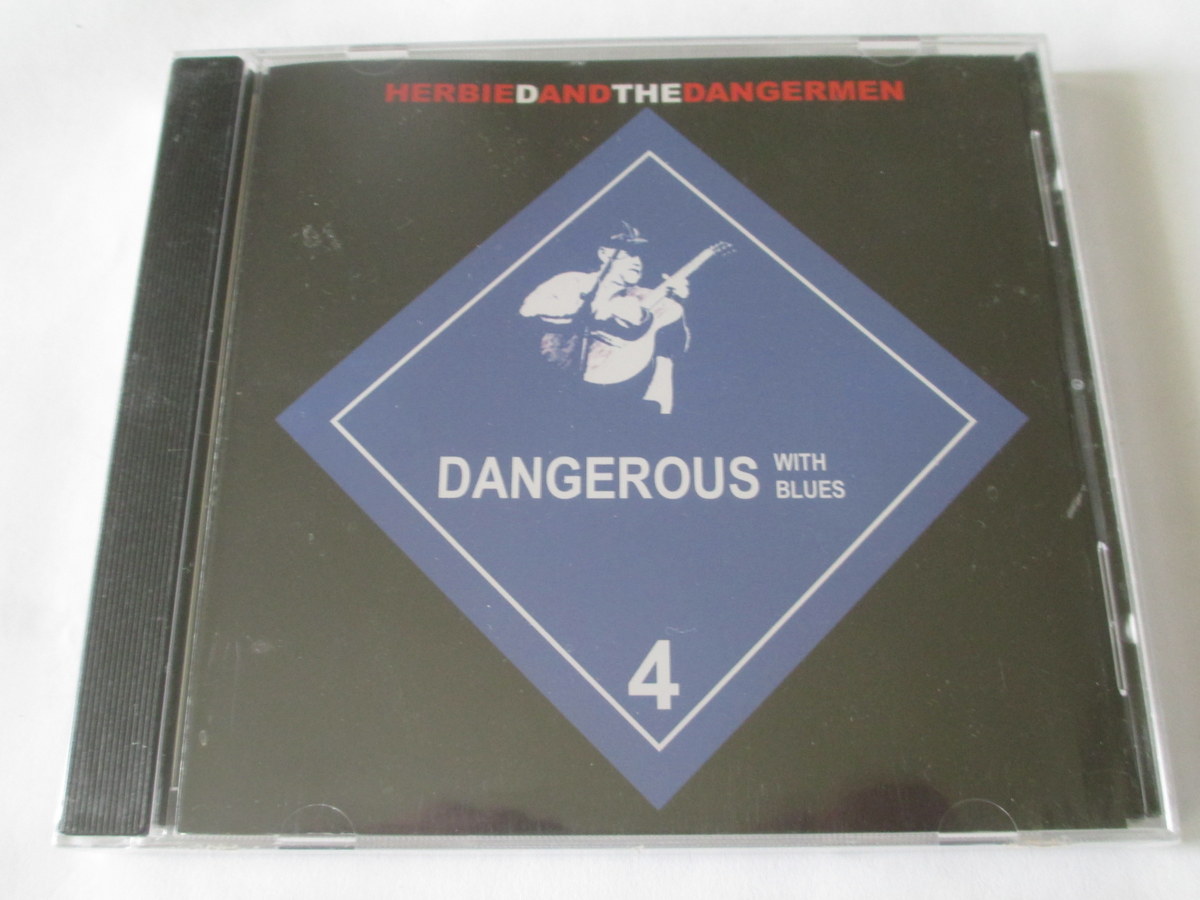 HERBIEDANDTHEDANGERMEN
DANGEROUS WITH
BLUES
4